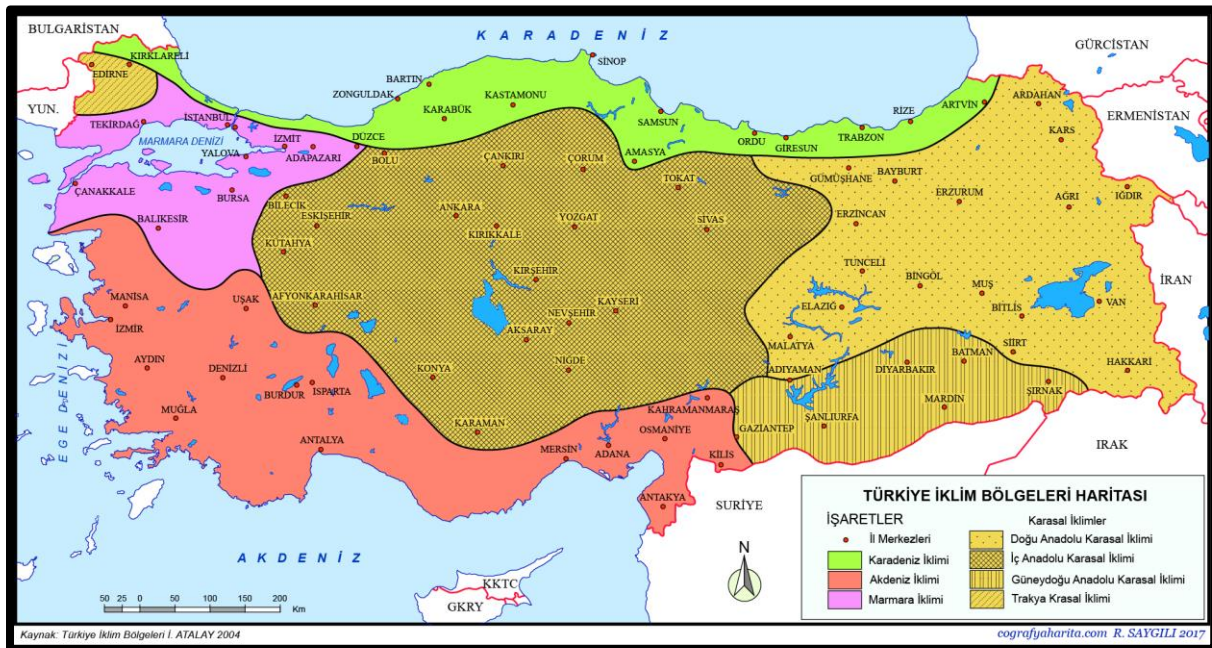 BULGARİSTAN
K A R A D E N İ Z
GÜRCİSTAN
KIRKLARELİ
EDİRNE
SİNOP
BARTIN
ZONGULDAK
KASTAMONU
KARABÜK
YUN.
ARDAHAN
ARTVİN
RİZE
ERMENİSTAN
TEKİRDAĞ
İSTANBUL
SAMSUN
TRABZON
ORDU
GİRESUN
KARS
MARMARA DENİZİ
İZMİT
DÜZCE
YALOVA
ADAPAZARI
BOLU
ÇANKIRI
ÇORUM
AMASYA
TOKAT
GÜMÜŞHANE
BAYBURT
ERZURUM
AĞRI
IĞDIR
ÇANAKKALE
BURSA
BİLECİK
ESKİŞEHİR
BALIKESİR
ANKARA
KIRIKKALE
YOZGAT
SİVAS
ERZİNCAN
KÜTAHYA
TUNCELİ
BİNGÖL
MUŞ
VAN
İRAN
KIRŞEHİR
MANİSA
UŞAK
AFYONKARAHİSAR
KAYSERİ
NEVŞEHİR
ELAZIĞ
BİTLİS
İZMİR
AKSARAY
MALATYA
SİİRT
EGE DENİZİ
AYDIN
DENİZLİ
BURDUR
ISPARTA
KONYA
NİĞDE
ADIYAMAN
DİYARBAKIR
BATMAN
HAKKARİ
MUĞLA
KAHRAMANMARAŞ
ŞIRNAK
MARDİN
KARAMAN
OSMANİYE
GAZİANTEP
ŞANLIURFA
ANTALYA
MERSİN
ADANA
KİLİS
IRAK
ANTAKYA
SURİYE
A K D E N İ Z
KKTC
GKRY
N
50 25 0 50 100 150 200
Km
TÜRKİYE İKLİM BÖLGELERİ HARİTASI
İŞARETLER
İl Merkezleri
Karadeniz İklimi
Akdeniz İklimi
Marmara İklimi
Karasal İklimler
Doğu Anadolu Karasal İklimi
İç Anadolu Karasal İklimi
Güneydoğu Anadolu Karasal İklimi
Trakya Krasal İklimi
Kaynak: Türkiye İklim Bölgeleri İ. ATALAY 2004
cografyaharita.com R. SAYGILI 2017